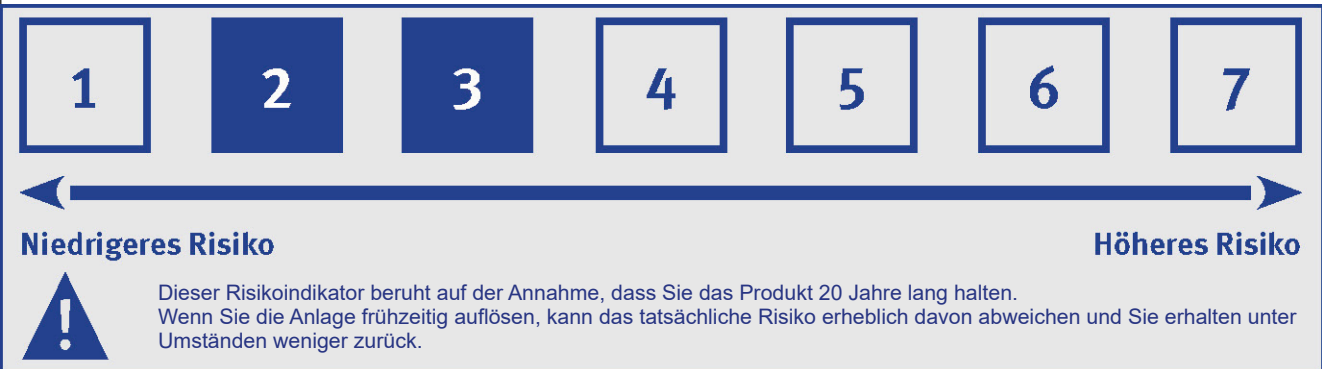 1 2 3 4 5 6 7
Niedrigeres Risiko Höheres Risiko
!
Dieser Risikoindikator beruht auf der Annahme, dass Sie das Produkt 20 Jahre lang halten.
Wenn Sie die Anlage frühzeitig auflösen, kann das tatsächliche Risiko erheblich davon abweichen und Sie erhalten unter
Umständen weniger zurück.